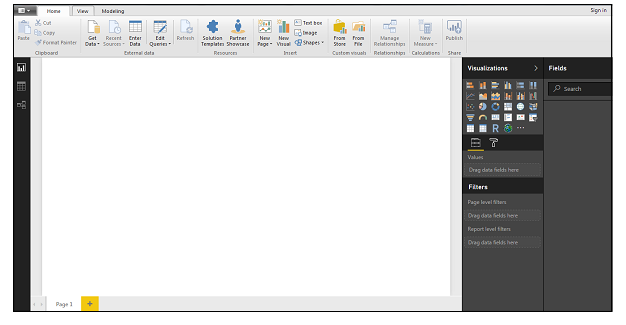 Home View Modeling Sign in
Cut
Copy
Format Painter
Paste
Get Data
Recent Sources
Enter Data
Edit Queries
Refresh
Solution Templates
Partner Showcase
New Page
New Visual
Text box
Image
Shapes
From Store
From File
Manage Relationships
New Measure
Publish
Clipboard External data Resources Insert Custom visuals Relationships Calculations Share
Visualizations > Fields
Search
R
Values
Drag data fields here
Filters
Page level filters
Drag data fields here
Report level filters
Drag data fields here
Page 1 +